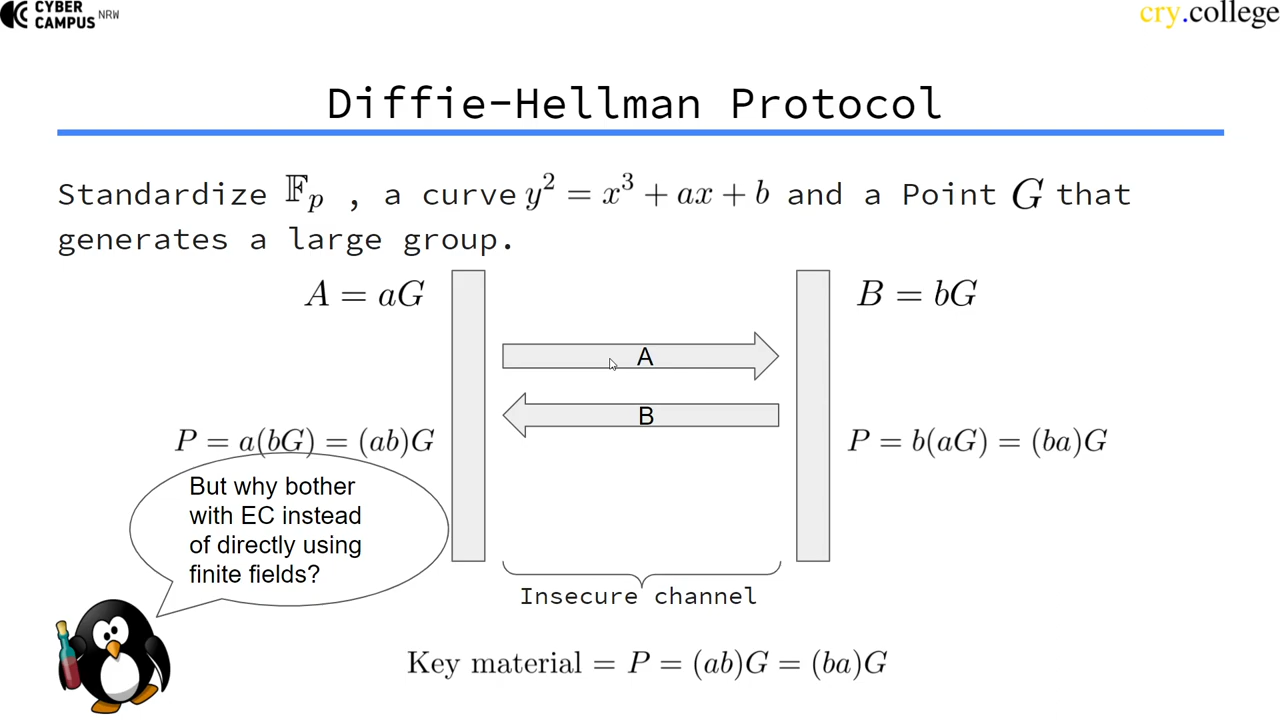 CYBER
CAMPUS NRW
cry.college
Diffie-Hellman Protocol
Standardize 𝔽ₚ , a curve y² = x³ + ax + b and a Point G that
generates a large group.
A = aG
B = bG
A
B
P = a(bG) = (ab)G
P = b(aG) = (ba)G
But why bother
with EC instead
of directly using
finite fields?
Insecure channel
Key material = P = (ab)G = (ba)G